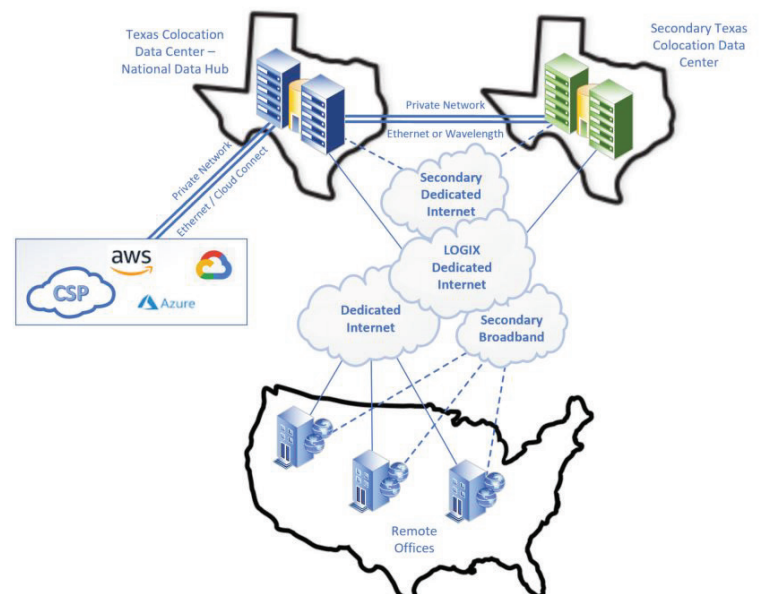 Texas Colocation
Data Center –
National Data Hub
Secondary Texas
Colocation Data
Center
Private Network
Ethernet or Wavelength
Private Network
Ethernet / Cloud Connect
Secondary
Dedicated
Internet
LOGIX
Dedicated
Internet
aws
CSP
Azure
Dedicated
Internet
Secondary
Broadband
Remote
Offices